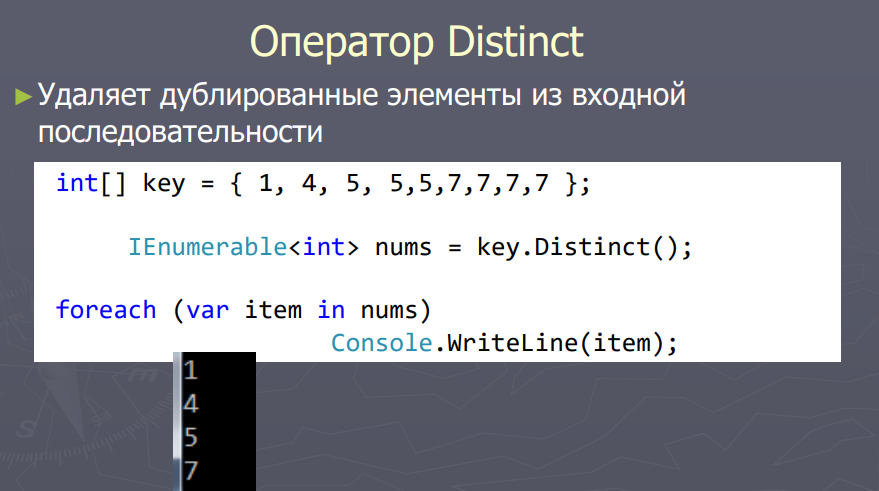 Оператор Distinct
►Удаляет дублированные элементы из входной
последовательности
int[] key = { 1, 4, 5, 5,5,7,7,7,7 };
IEnumerable<int> nums = key.Distinct();
foreach (var item in nums)
Console.WriteLine(item);
1
4
5
7